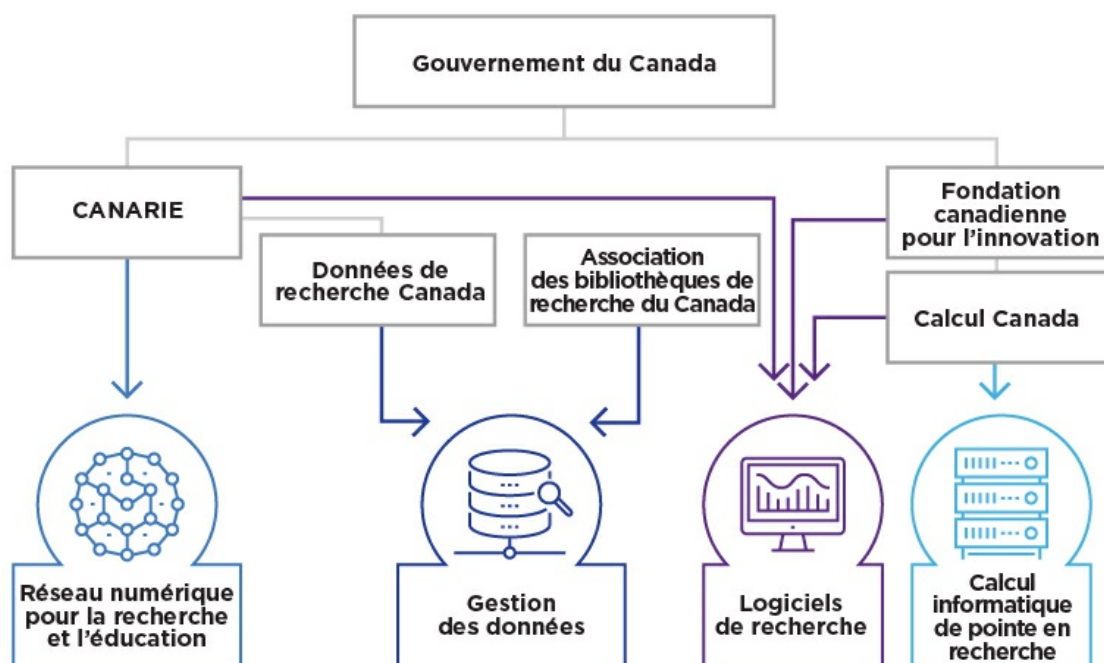 Gouvernement du Canada
CANARIE
Fondation
canadienne
pour l'innovation
Données de
recherche Canada
Association
des bibliothèques de
recherche du Canada
Calcul Canada
Réseau numérique
pour la recherche
et l'éducation
Gestion
des données
Logiciels
de recherche
Calcul
informatique
de pointe en
recherche